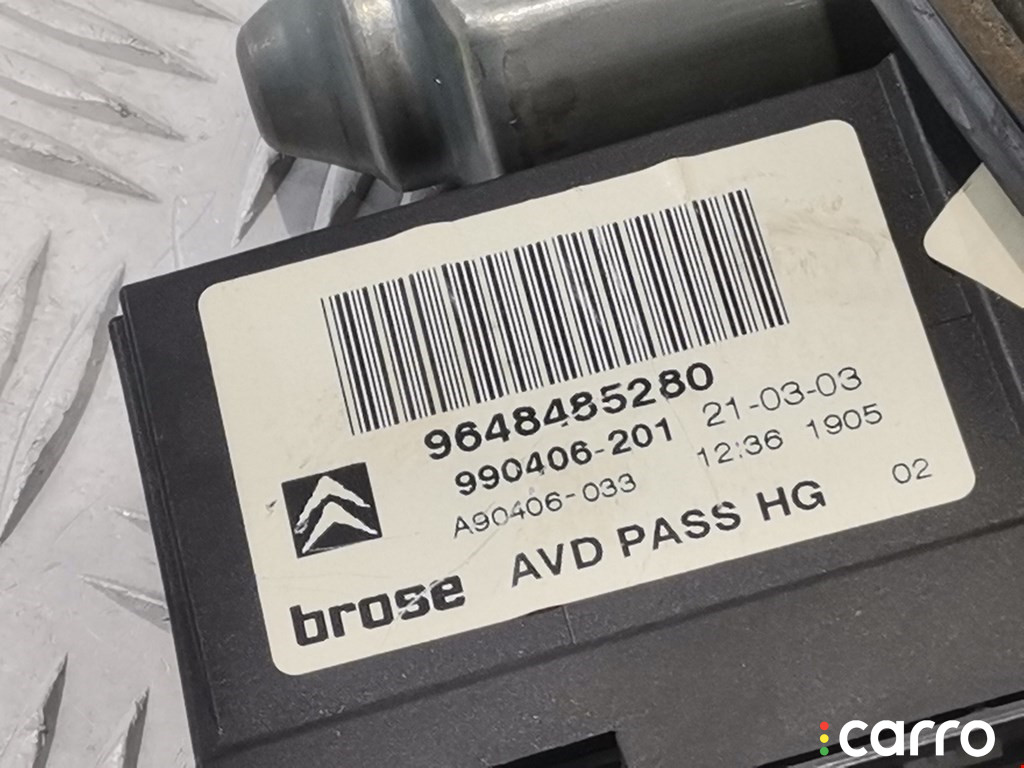 9648485280
990406-201 21-03-03
A90406-033 12:36 1905
brose AVD PASS HG 02
carro